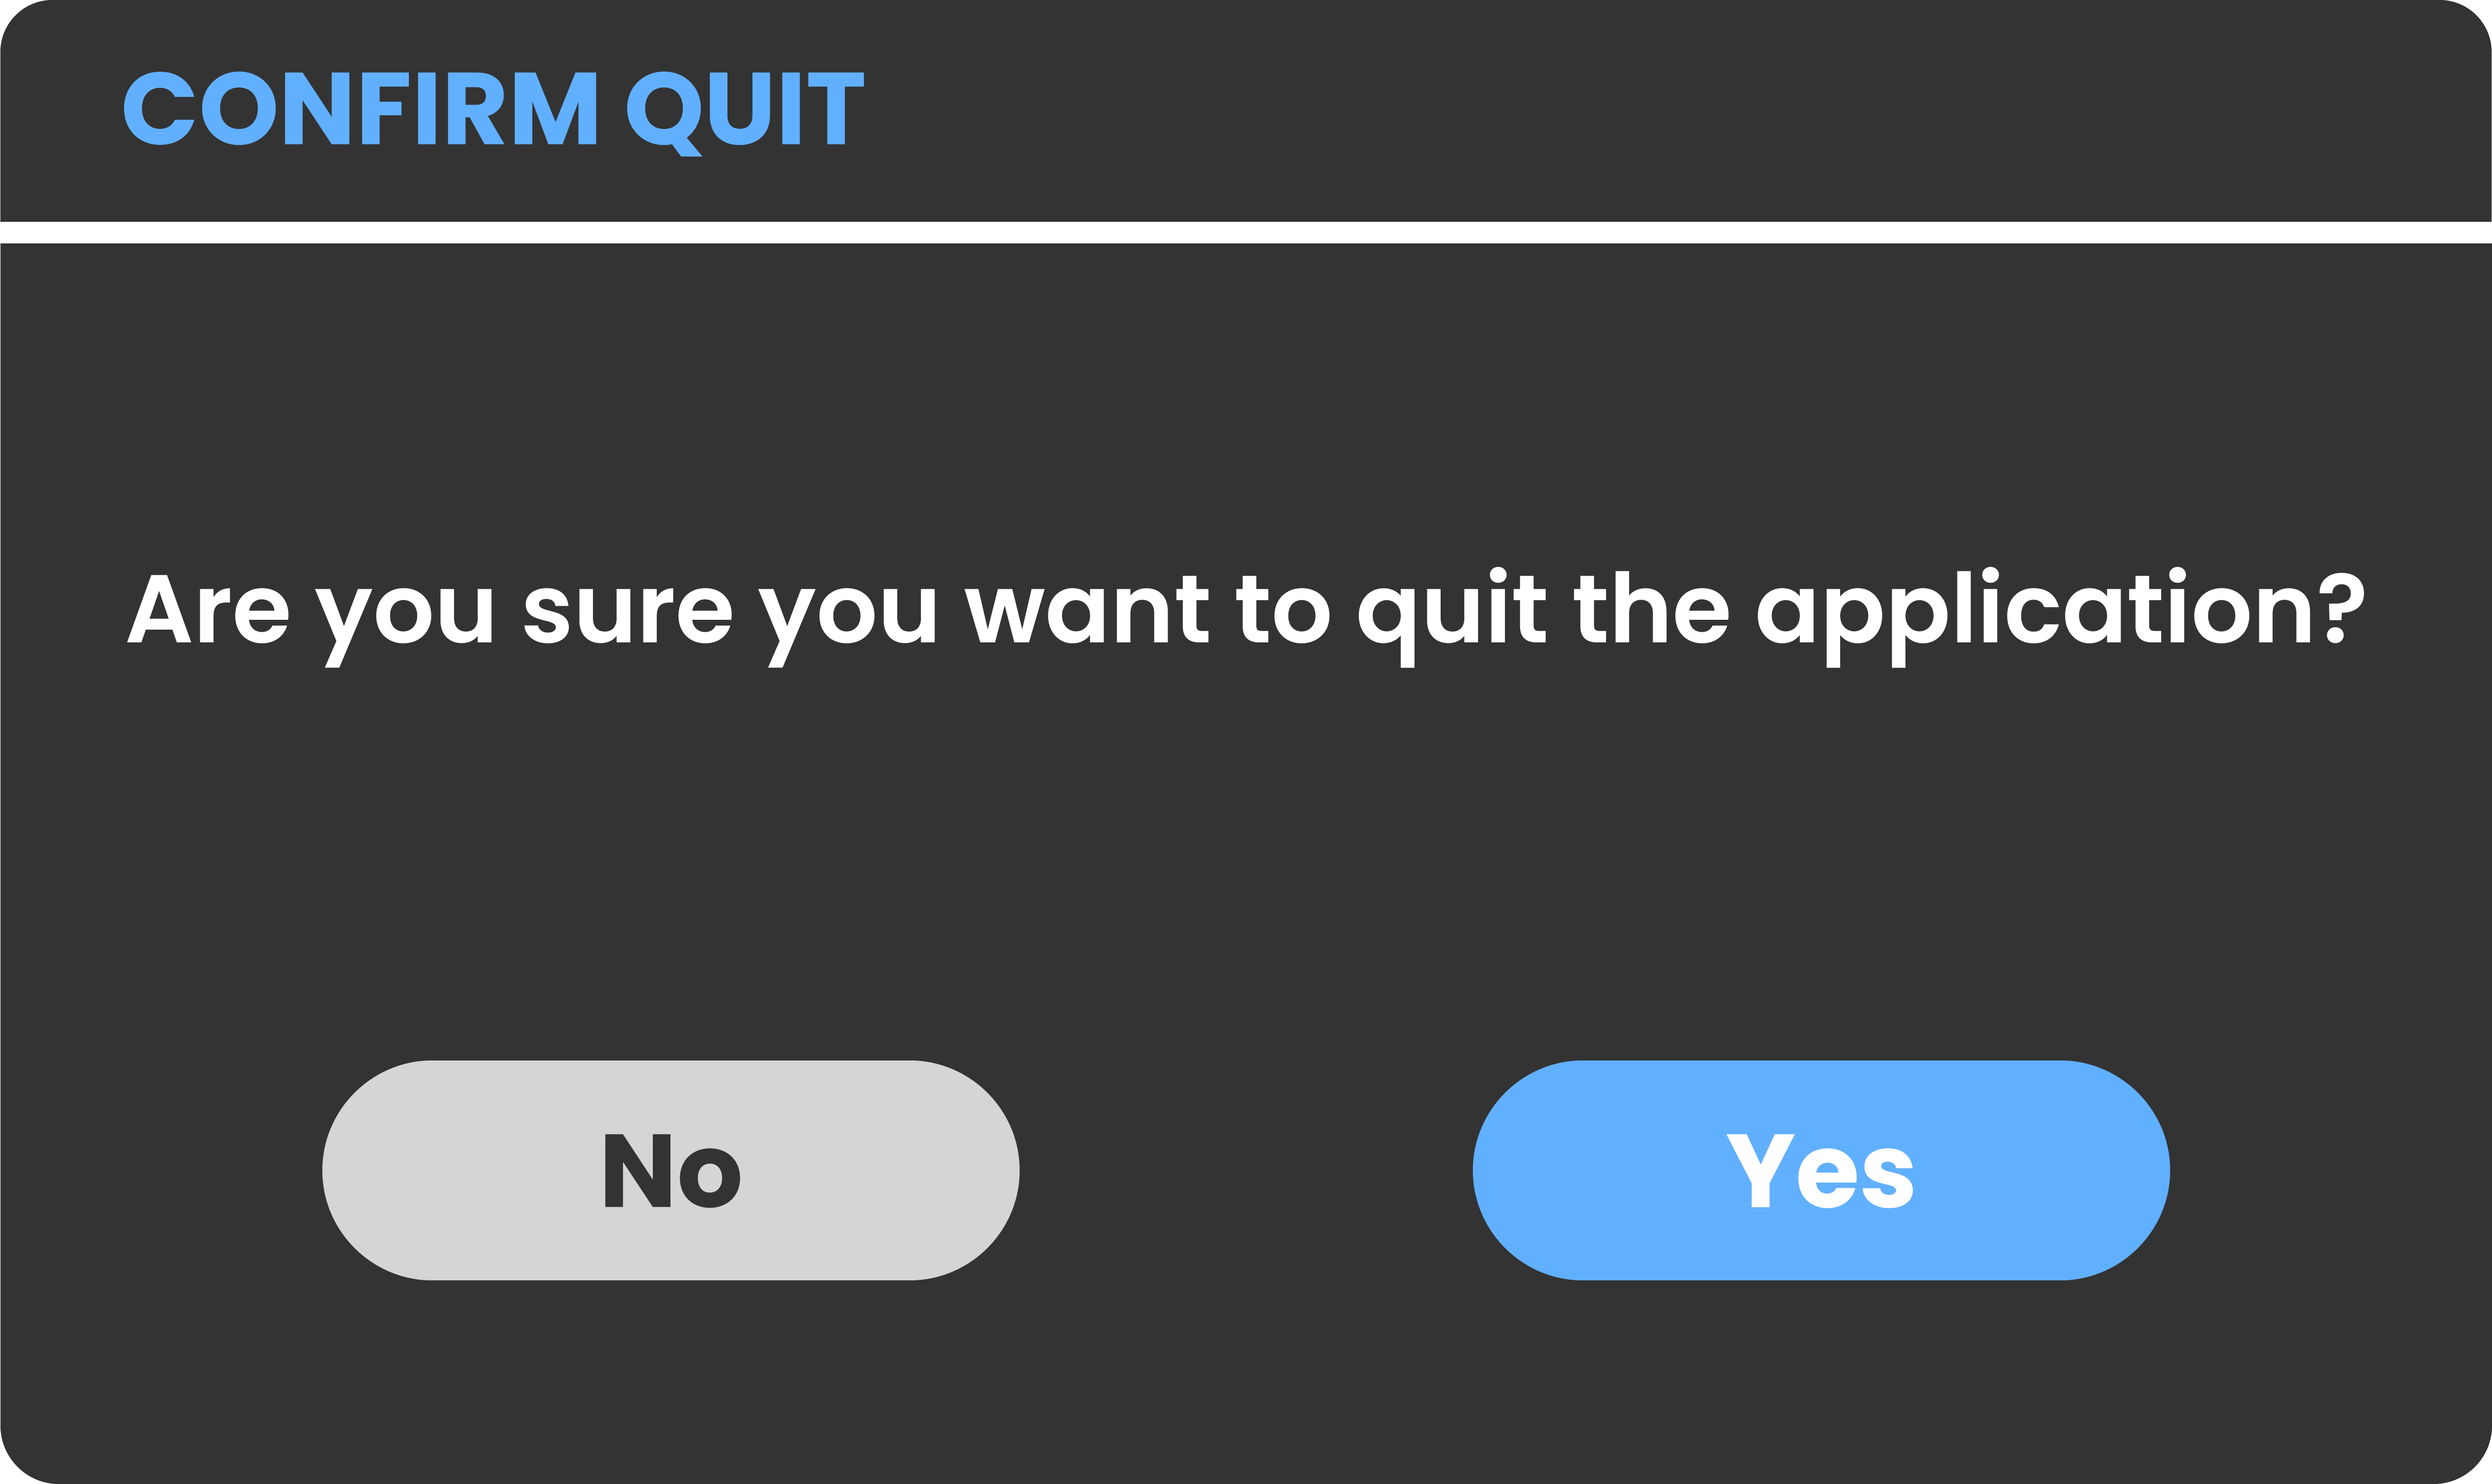 CONFIRM QUIT
Are you sure you want to quit the application?
No
Yes